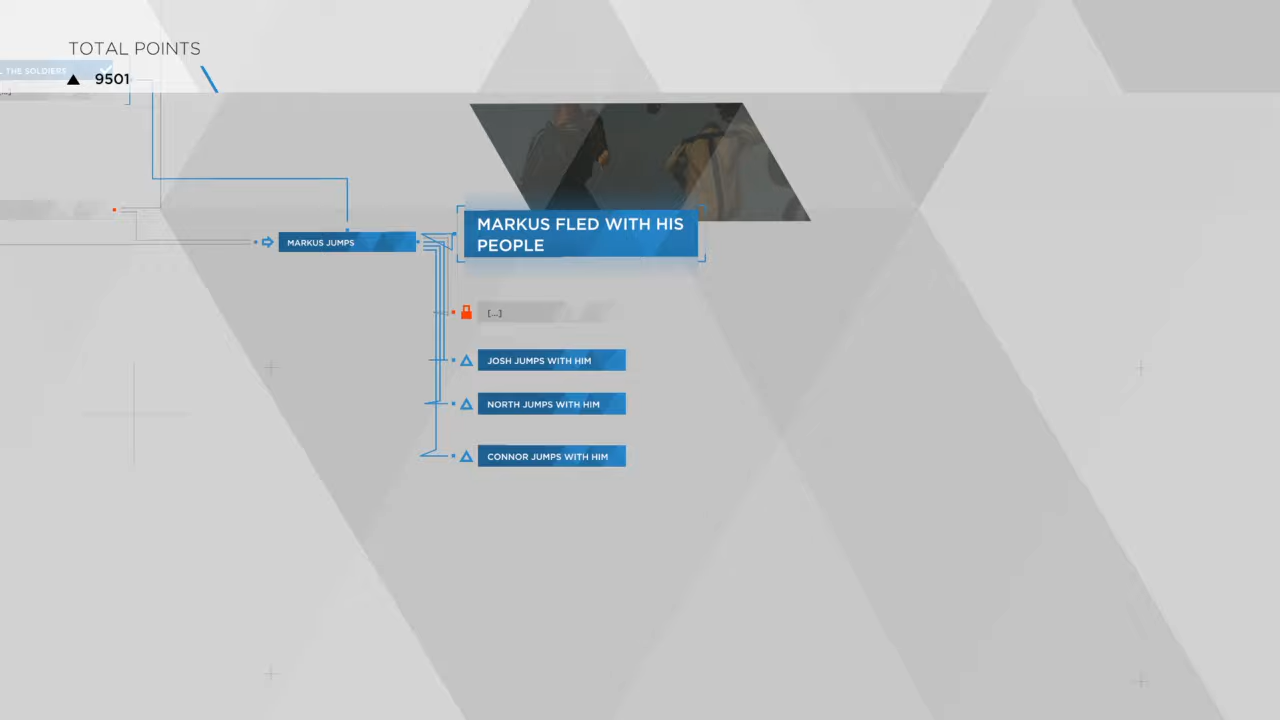 TOTAL POINTS
THE SOLDIERS
9501
[...]
MARKUS JUMPS
MARKUS FLED WITH HIS
PEOPLE
[...]
JOSH JUMPS WITH HIM
NORTH JUMPS WITH HIM
CONNOR JUMPS WITH HIM